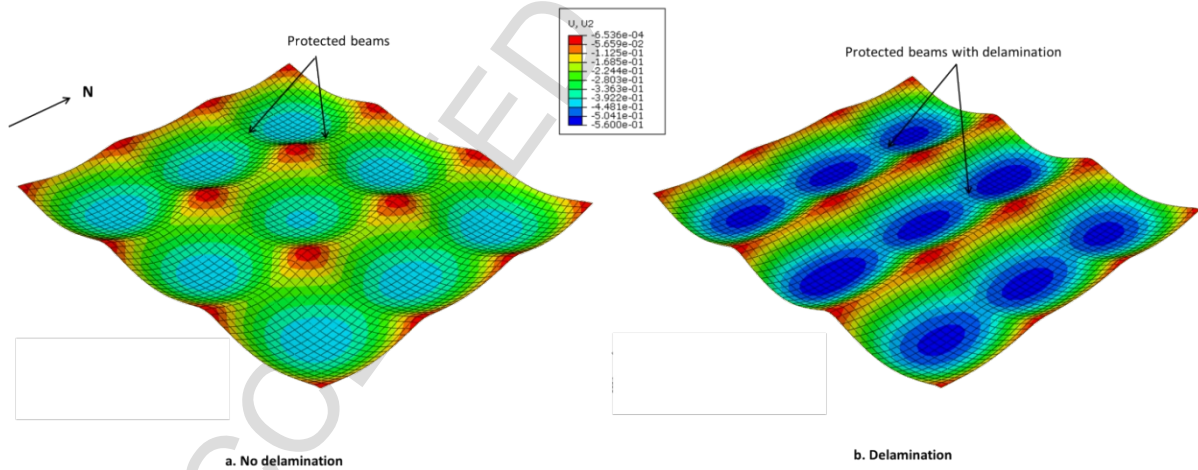 Protected beams
N
U, U2
-6.536e-04
-5.659e-02
-1.125e-01
-1.685e-01
-2.244e-01
-2.803e-01
-3.363e-01
-3.922e-01
-4.481e-01
-5.041e-01
-5.600e-01
Protected beams with delamination
a. No delamination
b. Delamination